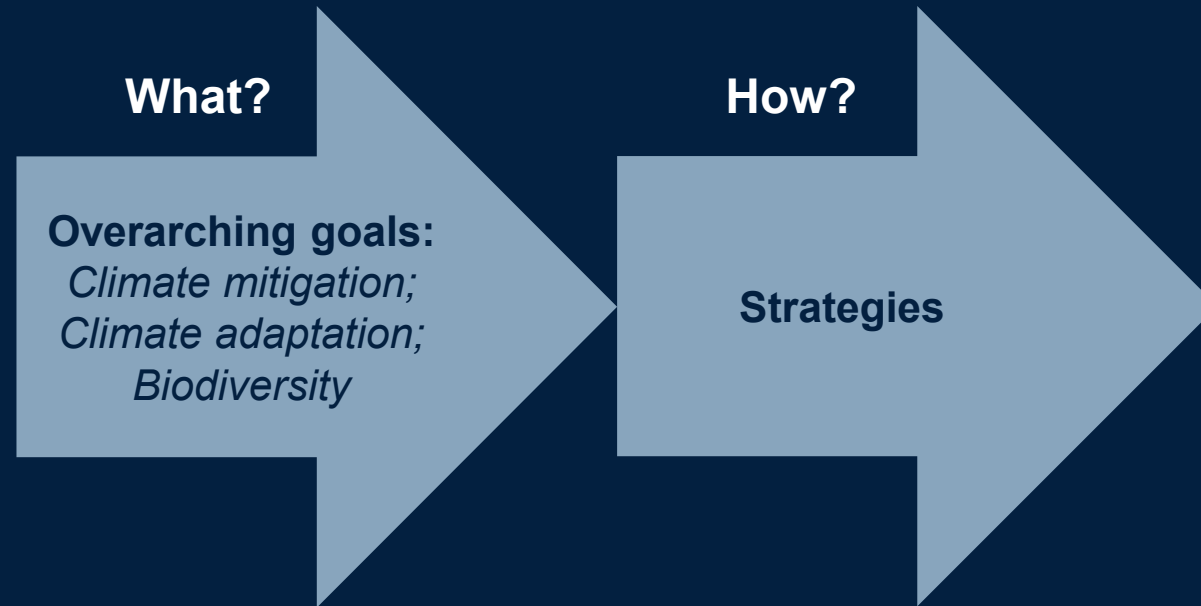 What?
Overarching goals:
Climate mitigation;
Climate adaptation;
Biodiversity
How?
Strategies